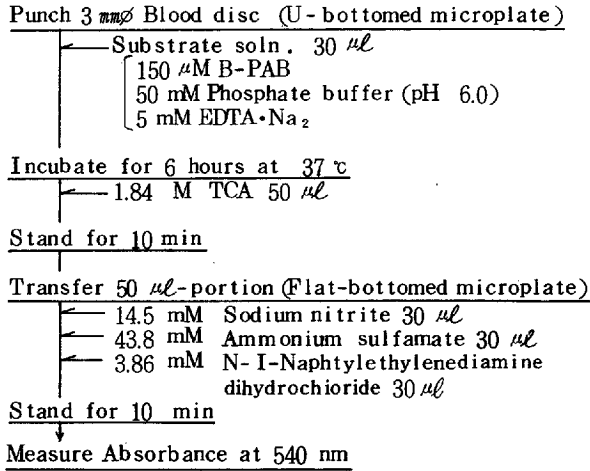 Punch 3 mmø Blood disc (U-bottomed microplate)
Substrate soln. 30 μl
150 μM B-PAB
50 mM Phosphate buffer (pH 6.0)
5 mM EDTA·Na₂
Incubate for 6 hours at 37 ℃
1.84 M TCA 50 μl
Stand for 10 min
Transfer 50 μl-portion (Flat-bottomed microplate)
14.5 mM Sodium nitrite 30 μl
43.8 mM Ammonium sulfamate 30 μl
3.86 mM N-I-Naphtylethylenediamine
dihydrochioride 30 μl
Stand for 10 min
Measure Absorbance at 540 nm